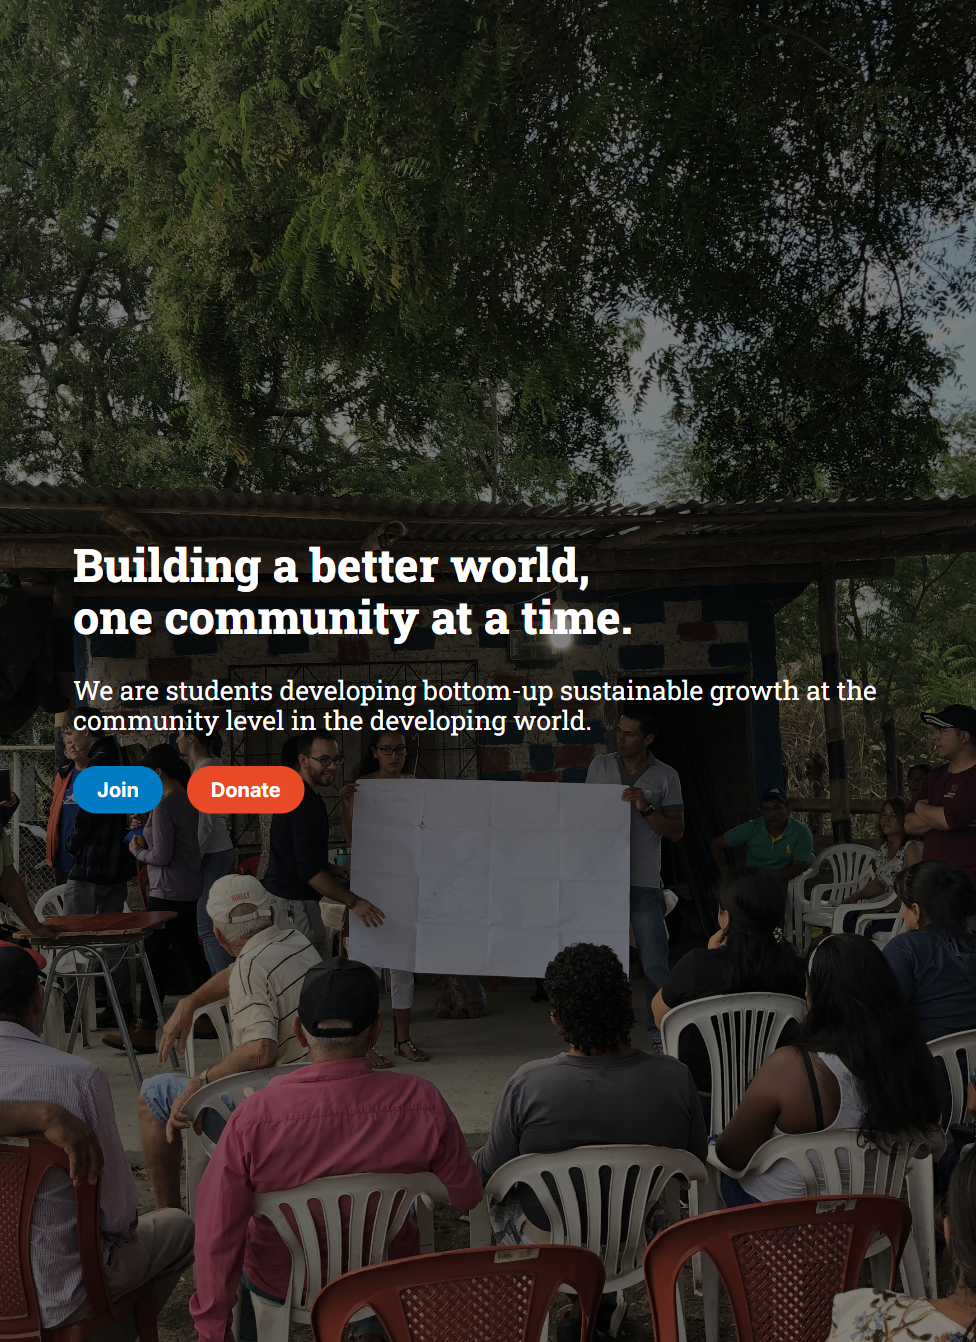 Building a better world,
one community at a time.
We are students developing bottom-up sustainable growth at the
community level in the developing world.
Join
Donate